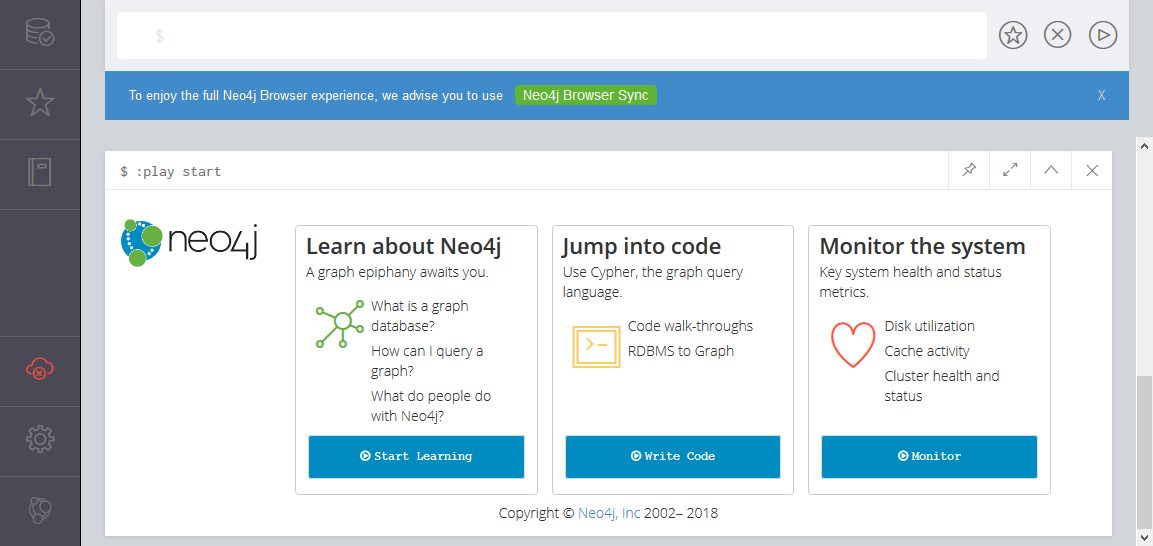 $
To enjoy the full Neo4j Browser experience, we advise you to use Neo4j Browser Sync X
$ :play start
neo4j
Learn about Neo4j
A graph epiphany awaits you.
What is a graph
database?
How can I query a
graph?
What do people do
with Neo4j?
Start Learning
Jump into code
Use Cypher, the graph query
language.
Code walk-throughs
RDBMS to Graph
Write Code
Monitor the system
Key system health and status
metrics.
Disk utilization
Cache activity
Cluster health and
status
Monitor
Copyright © Neo4j, Inc 2002– 2018